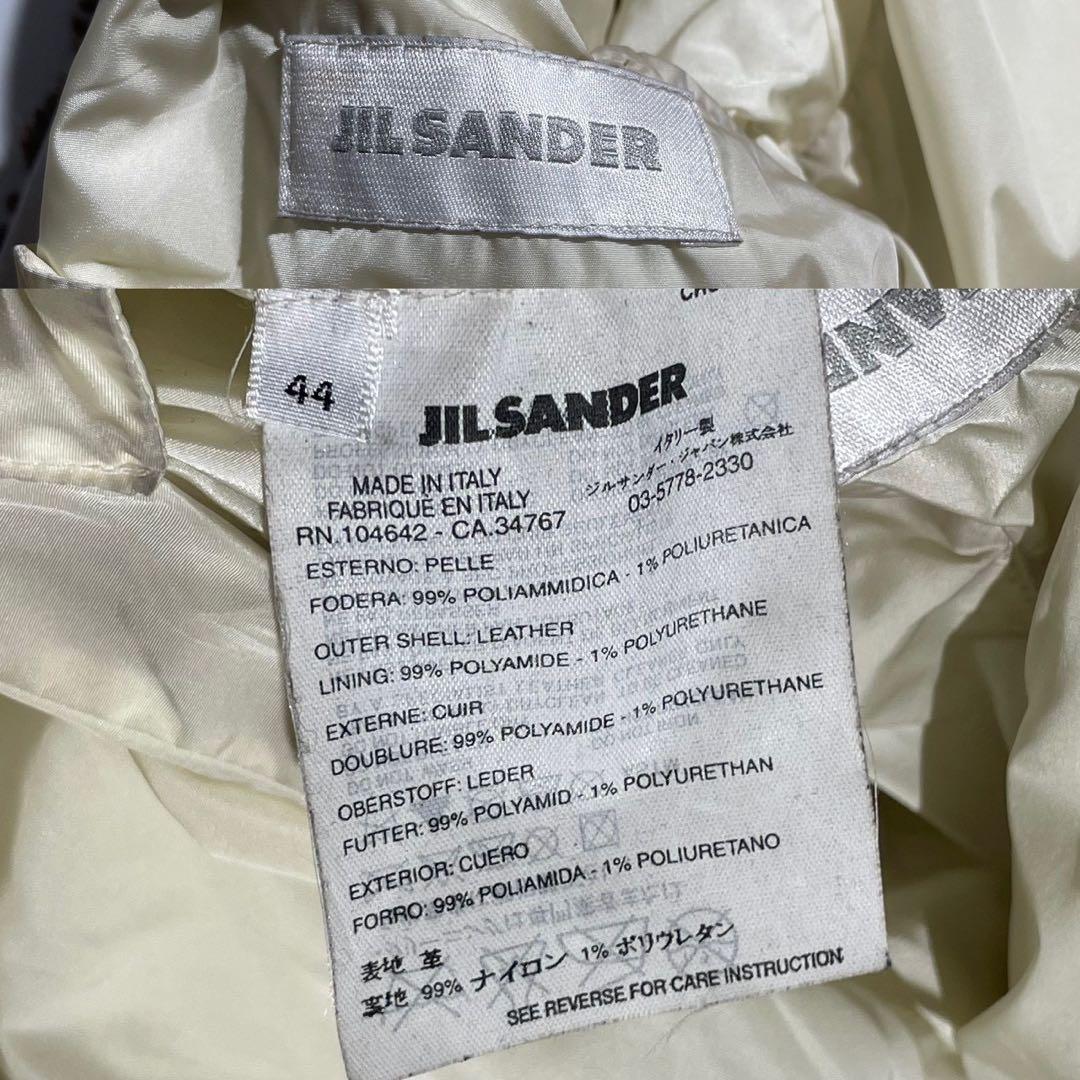 JIL SANDER
44
JIL SANDER
MADE IN ITALY
FABRIQUÉ EN ITALY
RN.104642 - CA.34767
イタリー製
ジルサンダー・ジャパン株式会社
03-5778-2330
ESTERNO: PELLE
FODERA: 99% POLIAMMIDICA - 1% POLIURETANICA
OUTER SHELL: LEATHER
LINING: 99% POLYAMIDE - 1% POLYURETHANE
EXTERNE: CUIR
DOUBLURE: 99% POLYAMIDE - 1% POLYURETHANE
OBERSTOFF: LEDER
FUTTER: 99% POLYAMID - 1% POLYURETHAN
EXTERIOR: CUERO
FORRO: 99% POLIAMIDA - 1% POLIURETANO
表地 革
裏地 99% ナイロン 1% ポリウレタン
SEE REVERSE FOR CARE INSTRUCTION